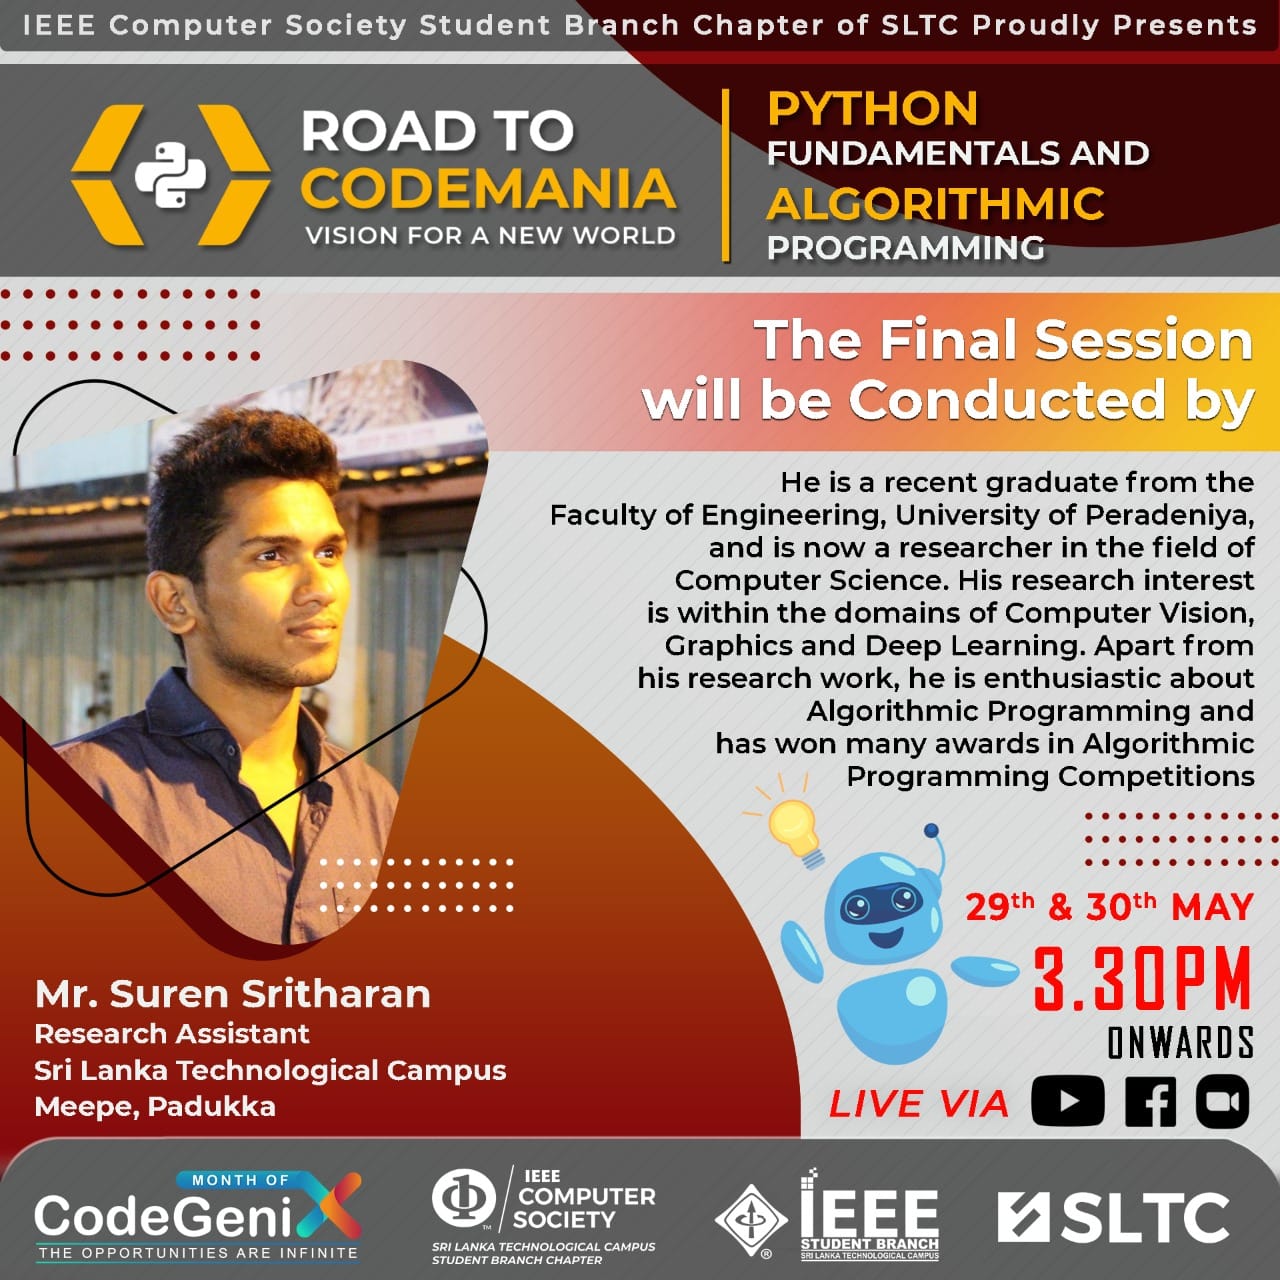 IEEE Computer Society Student Branch Chapter of SLTC Proudly Presents
ROAD TO
CODEMANIA
VISION FOR A NEW WORLD
PYTHON
FUNDAMENTALS AND
ALGORITHMIC
PROGRAMMING
The Final Session
will be Conducted by
He is a recent graduate from the
Faculty of Engineering, University of Peradeniya,
and is now a researcher in the field of
Computer Science. His research interest
is within the domains of Computer Vision,
Graphics and Deep Learning. Apart from
his research work, he is enthusiastic about
Algorithmic Programming and
has won many awards in Algorithmic
Programming Competitions
Mr. Suren Sritharan
Research Assistant
Sri Lanka Technological Campus
Meepe, Padukka
29th & 30th MAY
3.30PM
ONWARDS
LIVE VIA
MONTH OF
CodeGeniX
THE OPPORTUNITIES ARE INFINITE
IEEE
COMPUTER
SOCIETY
TM
SRI LANKA TECHNOLOGICAL CAMPUS
STUDENT BRANCH CHAPTER
®
IEEE
STUDENT BRANCH
SRI LANKA TECHNOLOGICAL CAMPUS
SLTC